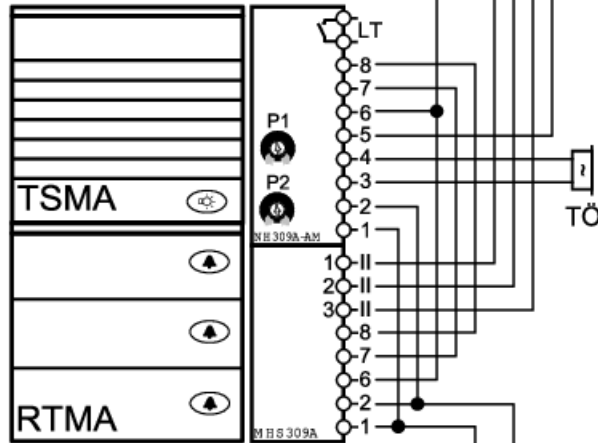 LT
8
7
P1
6
5
4
P2
3
~
TSMA
2
TÖ
1
NH309A-AM
1 II
2 II
3 II
8
7
6
RTMA
2
MHS309A
1